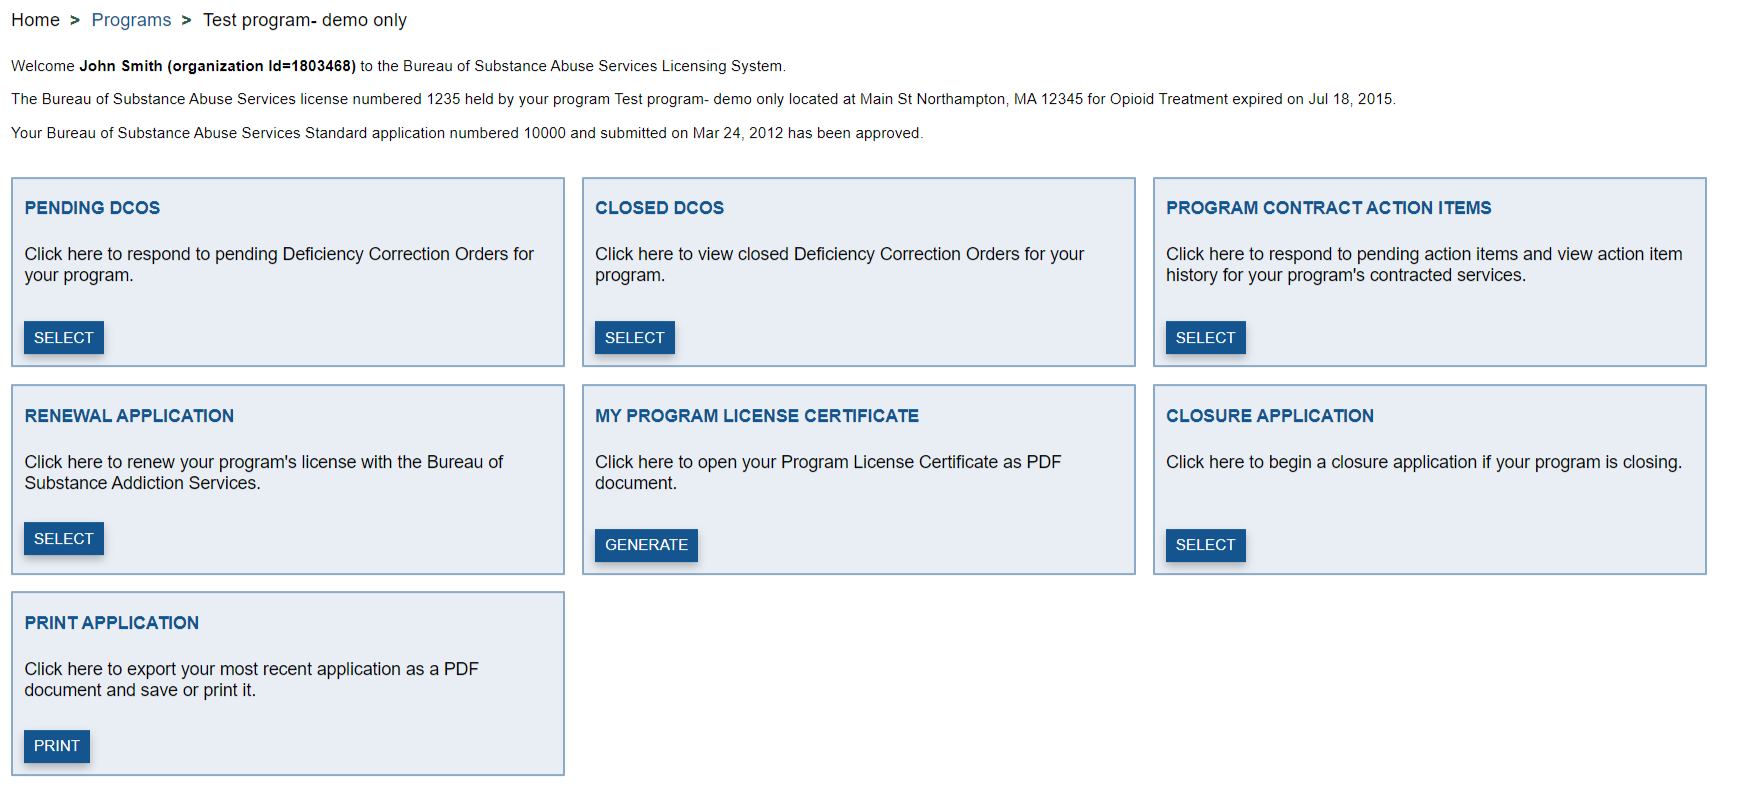 Home > Programs > Test program- demo only
Welcome John Smith (organization Id=1803468) to the Bureau of Substance Abuse Services Licensing System.
The Bureau of Substance Abuse Services license numbered 1235 held by your program Test program- demo only located at Main St Northampton, MA 12345 for Opioid Treatment expired on Jul 18, 2015.
Your Bureau of Substance Abuse Services Standard application numbered 10000 and submitted on Mar 24, 2012 has been approved.
PENDING DCOS
Click here to respond to pending Deficiency Correction Orders for
your program.
SELECT
CLOSED DCOS
Click here to view closed Deficiency Correction Orders for your
program.
SELECT
PROGRAM CONTRACT ACTION ITEMS
Click here to respond to pending action items and view action item
history for your program's contracted services.
SELECT
RENEWAL APPLICATION
Click here to renew your program's license with the Bureau of
Substance Addiction Services.
SELECT
MY PROGRAM LICENSE CERTIFICATE
Click here to open your Program License Certificate as PDF
document.
GENERATE
CLOSURE APPLICATION
Click here to begin a closure application if your program is closing.
SELECT
PRINT APPLICATION
Click here to export your most recent application as a PDF
document and save or print it.
PRINT